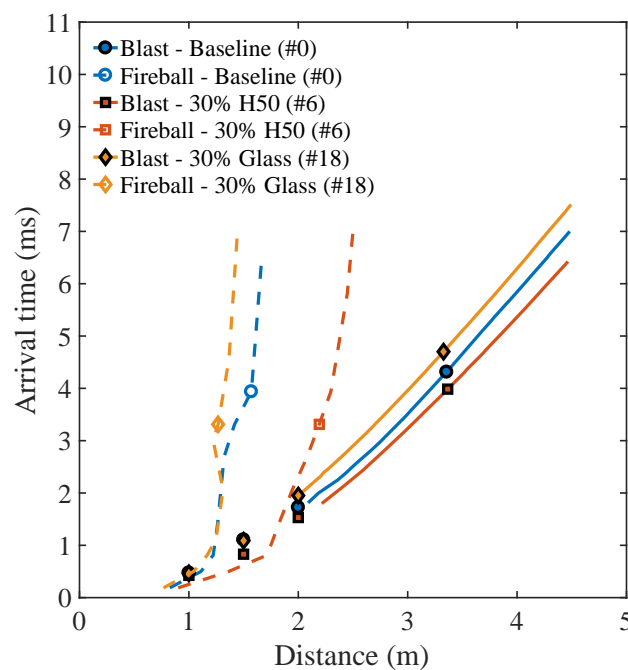 11
10
9
8
7
6
5
4
3
2
1
0
Arrival time (ms)
Blast - Baseline (#0)
Fireball - Baseline (#0)
Blast - 30% H50 (#6)
Fireball - 30% H50 (#6)
Blast - 30% Glass (#18)
Fireball - 30% Glass (#18)
0 1 2 3 4 5
Distance (m)